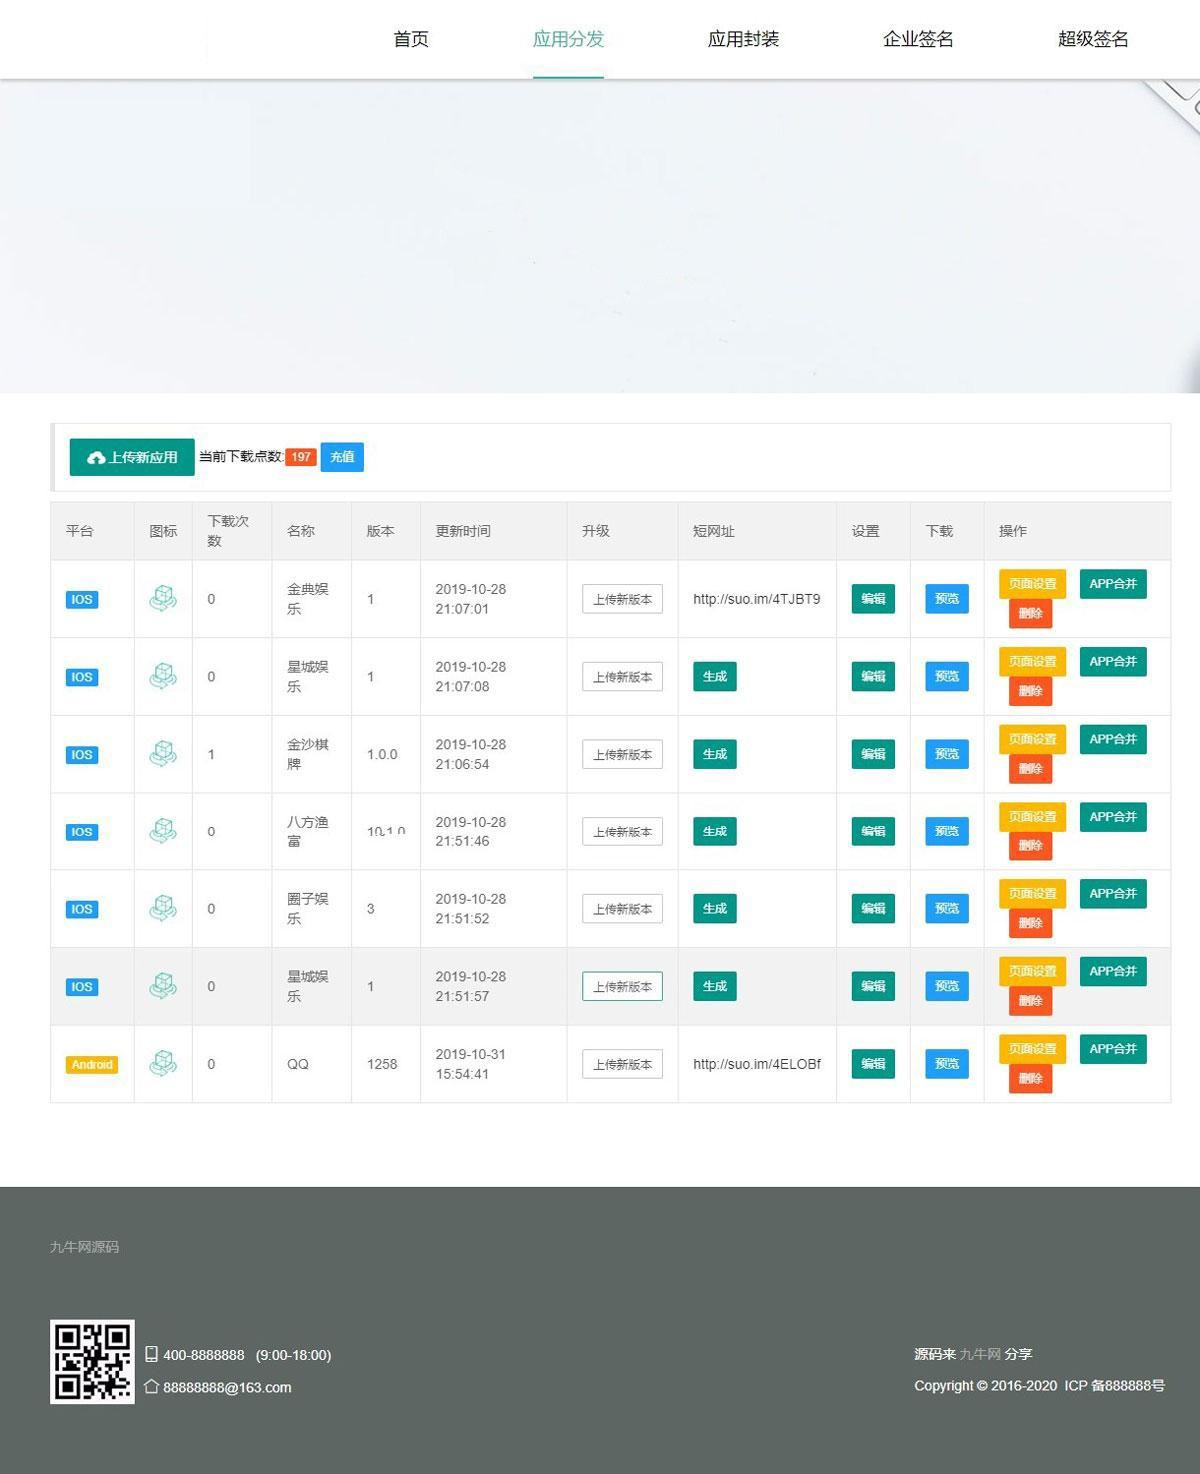 首页 应用分发 应用封装 企业签名 超级签名
上传新应用 当前下载点数: 197 充值
平台 图标 下载次数 名称 版本 更新时间 升级 短网址 设置 下载 操作
IOS 0 金典娱乐 1 2019-10-28 21:07:01 上传新版本 http://suo.im/4TJBT9 编辑 预览 页面设置 APP合并 删除
IOS 0 星城娱乐 1 2019-10-28 21:07:08 上传新版本 生成 编辑 预览 页面设置 APP合并 删除
IOS 1 金沙棋牌 1.0.0 2019-10-28 21:06:54 上传新版本 生成 编辑 预览 页面设置 APP合并 删除
IOS 0 八方渔富 2019-10-28 21:51:46 上传新版本 生成 编辑 预览 页面设置 APP合并 删除
IOS 0 圈子娱乐 3 2019-10-28 21:51:52 上传新版本 生成 编辑 预览 页面设置 APP合并 删除
IOS 0 星城娱乐 1 2019-10-28 21:51:57 上传新版本 生成 编辑 预览 页面设置 APP合并 删除
Android 0 QQ 1258 2019-10-31 15:54:41 上传新版本 http://suo.im/4ELOBf 编辑 预览 页面设置 APP合并 删除
九牛网源码
400-8888888 (9:00-18:00)
88888888@163.com
源码来 九牛网 分享
Copyright © 2016-2020 ICP 备888888号